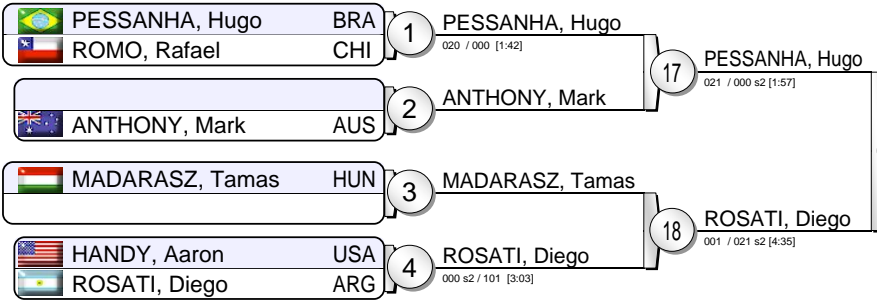 PESSANHA, Hugo BRA
ROMO, Rafael CHI
1
PESSANHA, Hugo
020 / 000 [1:42]
ANTHONY, Mark AUS
2
ANTHONY, Mark
17
PESSANHA, Hugo
021 / 000 s2 [1:57]
MADARASZ, Tamas HUN
3
MADARASZ, Tamas
HANDY, Aaron USA
ROSATI, Diego ARG
4
ROSATI, Diego
000 s2 / 101 [3:03]
18
ROSATI, Diego
001 / 021 s2 [4:35]